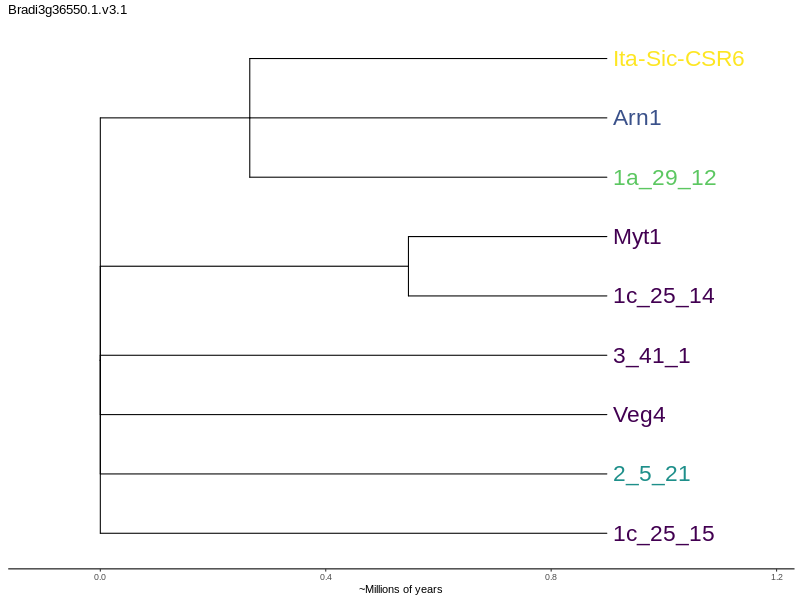 Bradi3g36550.1.v3.1
Ita-Sic-CSR6
Arn1
1a_29_12
Myt1
1c_25_14
3_41_1
Veg4
2_5_21
1c_25_15
0.0 0.4 0.8 1.2
~Millions of years